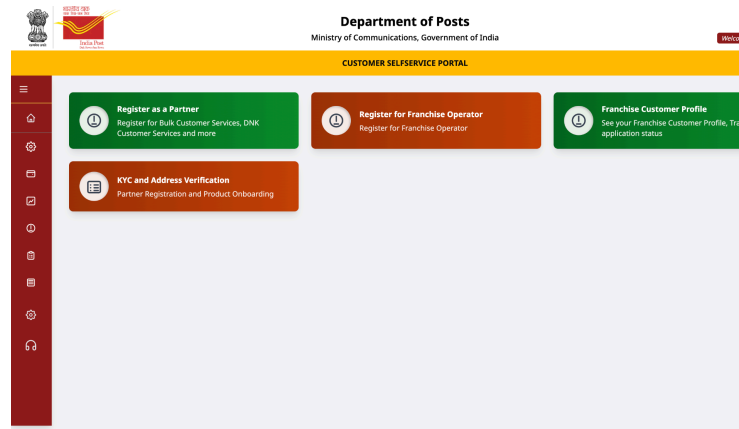 Department of Posts
Ministry of Communications, Government of India
India Post
CUSTOMER SELFSERVICE PORTAL
Register as a Partner
Register for Bulk Customer Services, DNK
Customer Services and more
Register for Franchise Operator
Register for Franchise Operator
Franchise Customer Profile
See your Franchise Customer Profile,
application status
KYC and Address Verification
Partner Registration and Product Onboarding